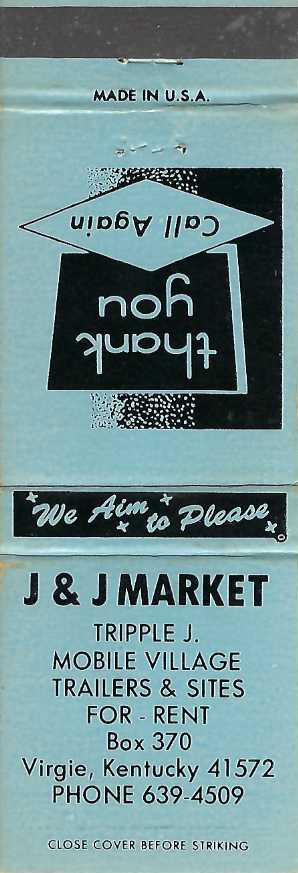 MADE IN U.S.A.
thank
you
Call Again
We Aim to Please
J & J MARKET
TRIPPLE J.
MOBILE VILLAGE
TRAILERS & SITES
FOR - RENT
Box 370
Virgie, Kentucky 41572
PHONE 639-4509
CLOSE COVER BEFORE STRIKING